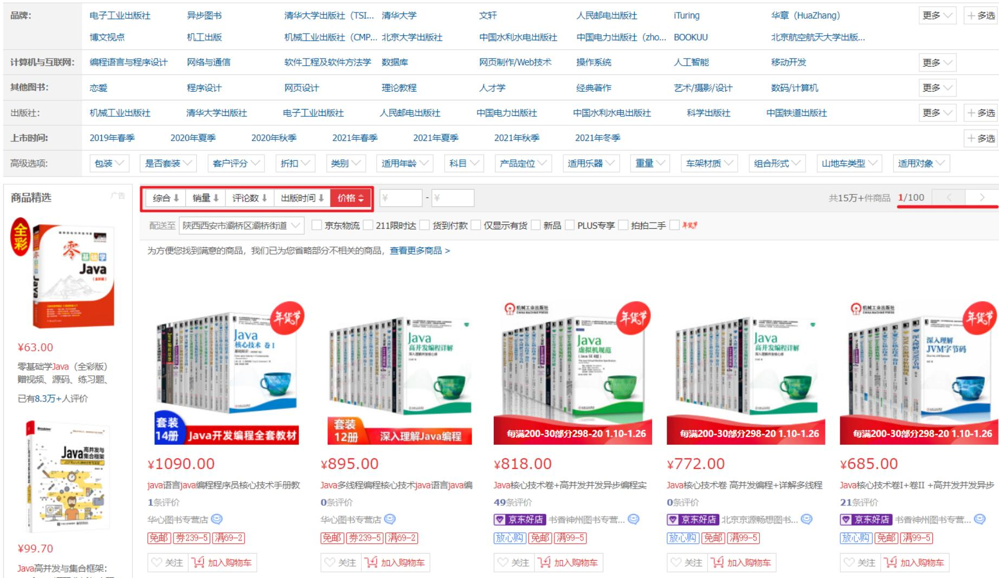 品牌:
电子工业出版社 异步图书 清华大学出版社（TSI... 清华大学 文轩 人民邮电出版社 iTuring 华章（HuaZhang） 更多 多选
博文视点 机工出版 机械工业出版社（CMP... 北京大学出版社 中国水利水电出版社 中国电力出版社（zho... BOOKUU 北京航空航天大学出版...
计算机与互联网: 编程语言与程序设计 网络与通信 软件工程及软件方法学 数据库 网页制作/Web技术 操作系统 人工智能 移动开发 更多
其他图书: 恋爱 程序设计 网页设计 理论教程 人才学 经典著作 艺术/摄影/设计 数码/计算机 更多
出版社: 机械工业出版社 清华大学出版社 电子工业出版社 人民邮电出版社 中国电力出版社 中国水利水电出版社 科学出版社 中国铁道出版社 更多 多选
上市时间: 2019年春季 2020年夏季 2020年秋季 2021年春季 2021年夏季 2021年秋季 2021年冬季 多选
高级选项: 包装 是否套装 客户评分 折扣 类别 适用年龄 科目 产品定位 适用乐器 重量 车架材质 组合形式 山地车类型 适用对象
商品精选 广告
全彩
零基础学
Java
（全彩版）
¥63.00
零基础学Java（全彩版）
赠视频、源码、练习题、
已有8.3万+人评价
Java高并发与集合框架
¥99.70
Java高并发与集合框架：
综合 销量 评论数 出版时间 价格 ¥ - ¥ 共15万+件商品 1/100 < >
配送至 陕西西安市灞桥区灞桥街道 京东物流 211限时达 货到付款 仅显示有货 新品 PLUS专享 拍拍二手 年货节
为方便您找到满意的商品，我们已为您省略部分不相关的商品，查看更多商品 >
年货节
Java
核心技术 卷I
套装
14册
Java开发编程全套教材
¥1090.00
java语言java编程程序员核心技术手册教
1条评价
华心图书专营店
免邮 券239-5 满69-2
关注 加入购物车
Java
高并发编程详解
套装
12册
深入理解Java编程
¥895.00
Java多线程编程核心技术java语言java编
0条评价
华心图书专营店
免邮 券239-5 满69-2
关注 加入购物车
机械工业出版社
CHINA MACHINE PRESS
年货节
Java
虚拟机规范
每满200-30部分298-20 1.10-1.26
¥818.00
Java核心技术卷+高并发并发异步编程实
49条评价
京东好店 书香神州图书专营...
放心购 免邮 满99-5
关注 加入购物车
Java
高并发编程详解
每满200-30部分298-20 1.10-1.26
¥772.00
Java核心技术卷 高并发编程+详解多线程
0条评价
京东好店 北京京源畅想图书...
放心购 免邮 满99-5
关注 加入购物车
机械工业出版社
CHINA MACHINE PRESS
年货节
深入理解
JVM字节码
每满200-30部分298-20 1.10-1.26
¥685.00
Java核心技术卷I+卷II +高并发并发异步
21条评价
京东好店 书香神州图书专营...
放心购 免邮 满99-5
关注 加入购物车